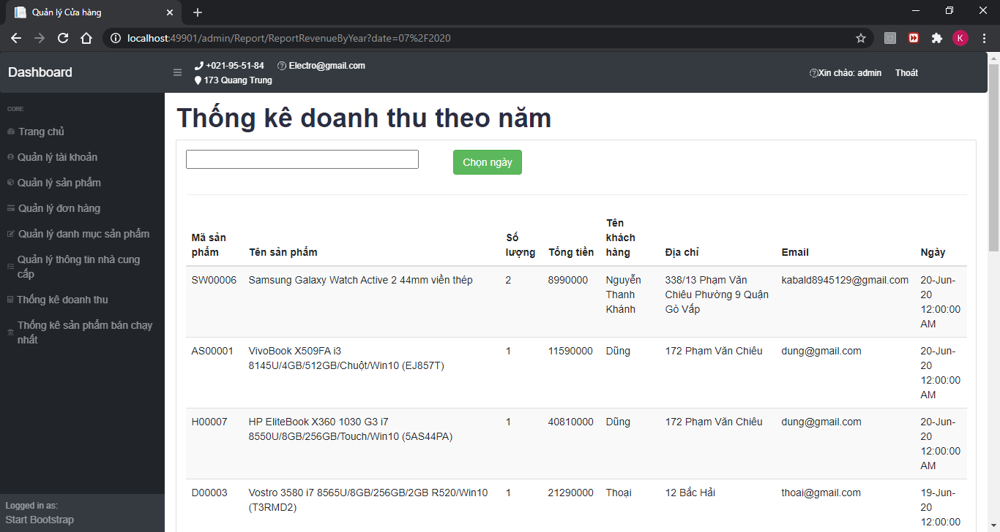 Quản lý Cửa hàng
localhost:49901/admin/Report/ReportRevenueByYear?date=07%2F2020
K
Dashboard
+021-95-51-84
Electro@gmail.com
173 Quang Trung
Xin chào: admin
Thoát
CORE
Trang chủ
Quản lý tài khoản
Quản lý sản phẩm
Quản lý đơn hàng
Quản lý danh mục sản phẩm
Quản lý thông tin nhà cung
cấp
Thống kê doanh thu
Thống kê sản phẩm bán chạy
nhất
Logged in as:
Start Bootstrap
Thống kê doanh thu theo năm
Chọn ngày
Mã sản
phẩm
Tên sản phẩm
Số
lượng
Tổng tiền
Tên
khách
hàng
Địa chỉ
Email
Ngày
SW00006
Samsung Galaxy Watch Active 2 44mm viền thép
2
8990000
Nguyễn
Thanh
Khánh
338/13 Phạm Văn
Chiêu Phường 9 Quận
Gò Vấp
kabald8945129@gmail.com
20-Jun-
20
12:00:00
AM
AS00001
VivoBook X509FA i3
8145U/4GB/512GB/Chuột/Win10 (EJ857T)
1
11590000
Dũng
172 Phạm Văn Chiêu
dung@gmail.com
20-Jun-
20
12:00:00
AM
H00007
HP EliteBook X360 1030 G3 i7
8550U/8GB/256GB/Touch/Win10 (5AS44PA)
1
40810000
Dũng
172 Phạm Văn Chiêu
dung@gmail.com
20-Jun-
20
12:00:00
AM
D00003
Vostro 3580 i7 8565U/8GB/256GB/2GB R520/Win10
(T3RMD2)
1
21290000
Thoại
12 Bắc Hải
thoai@gmail.com
19-Jun-
20
12:00:00